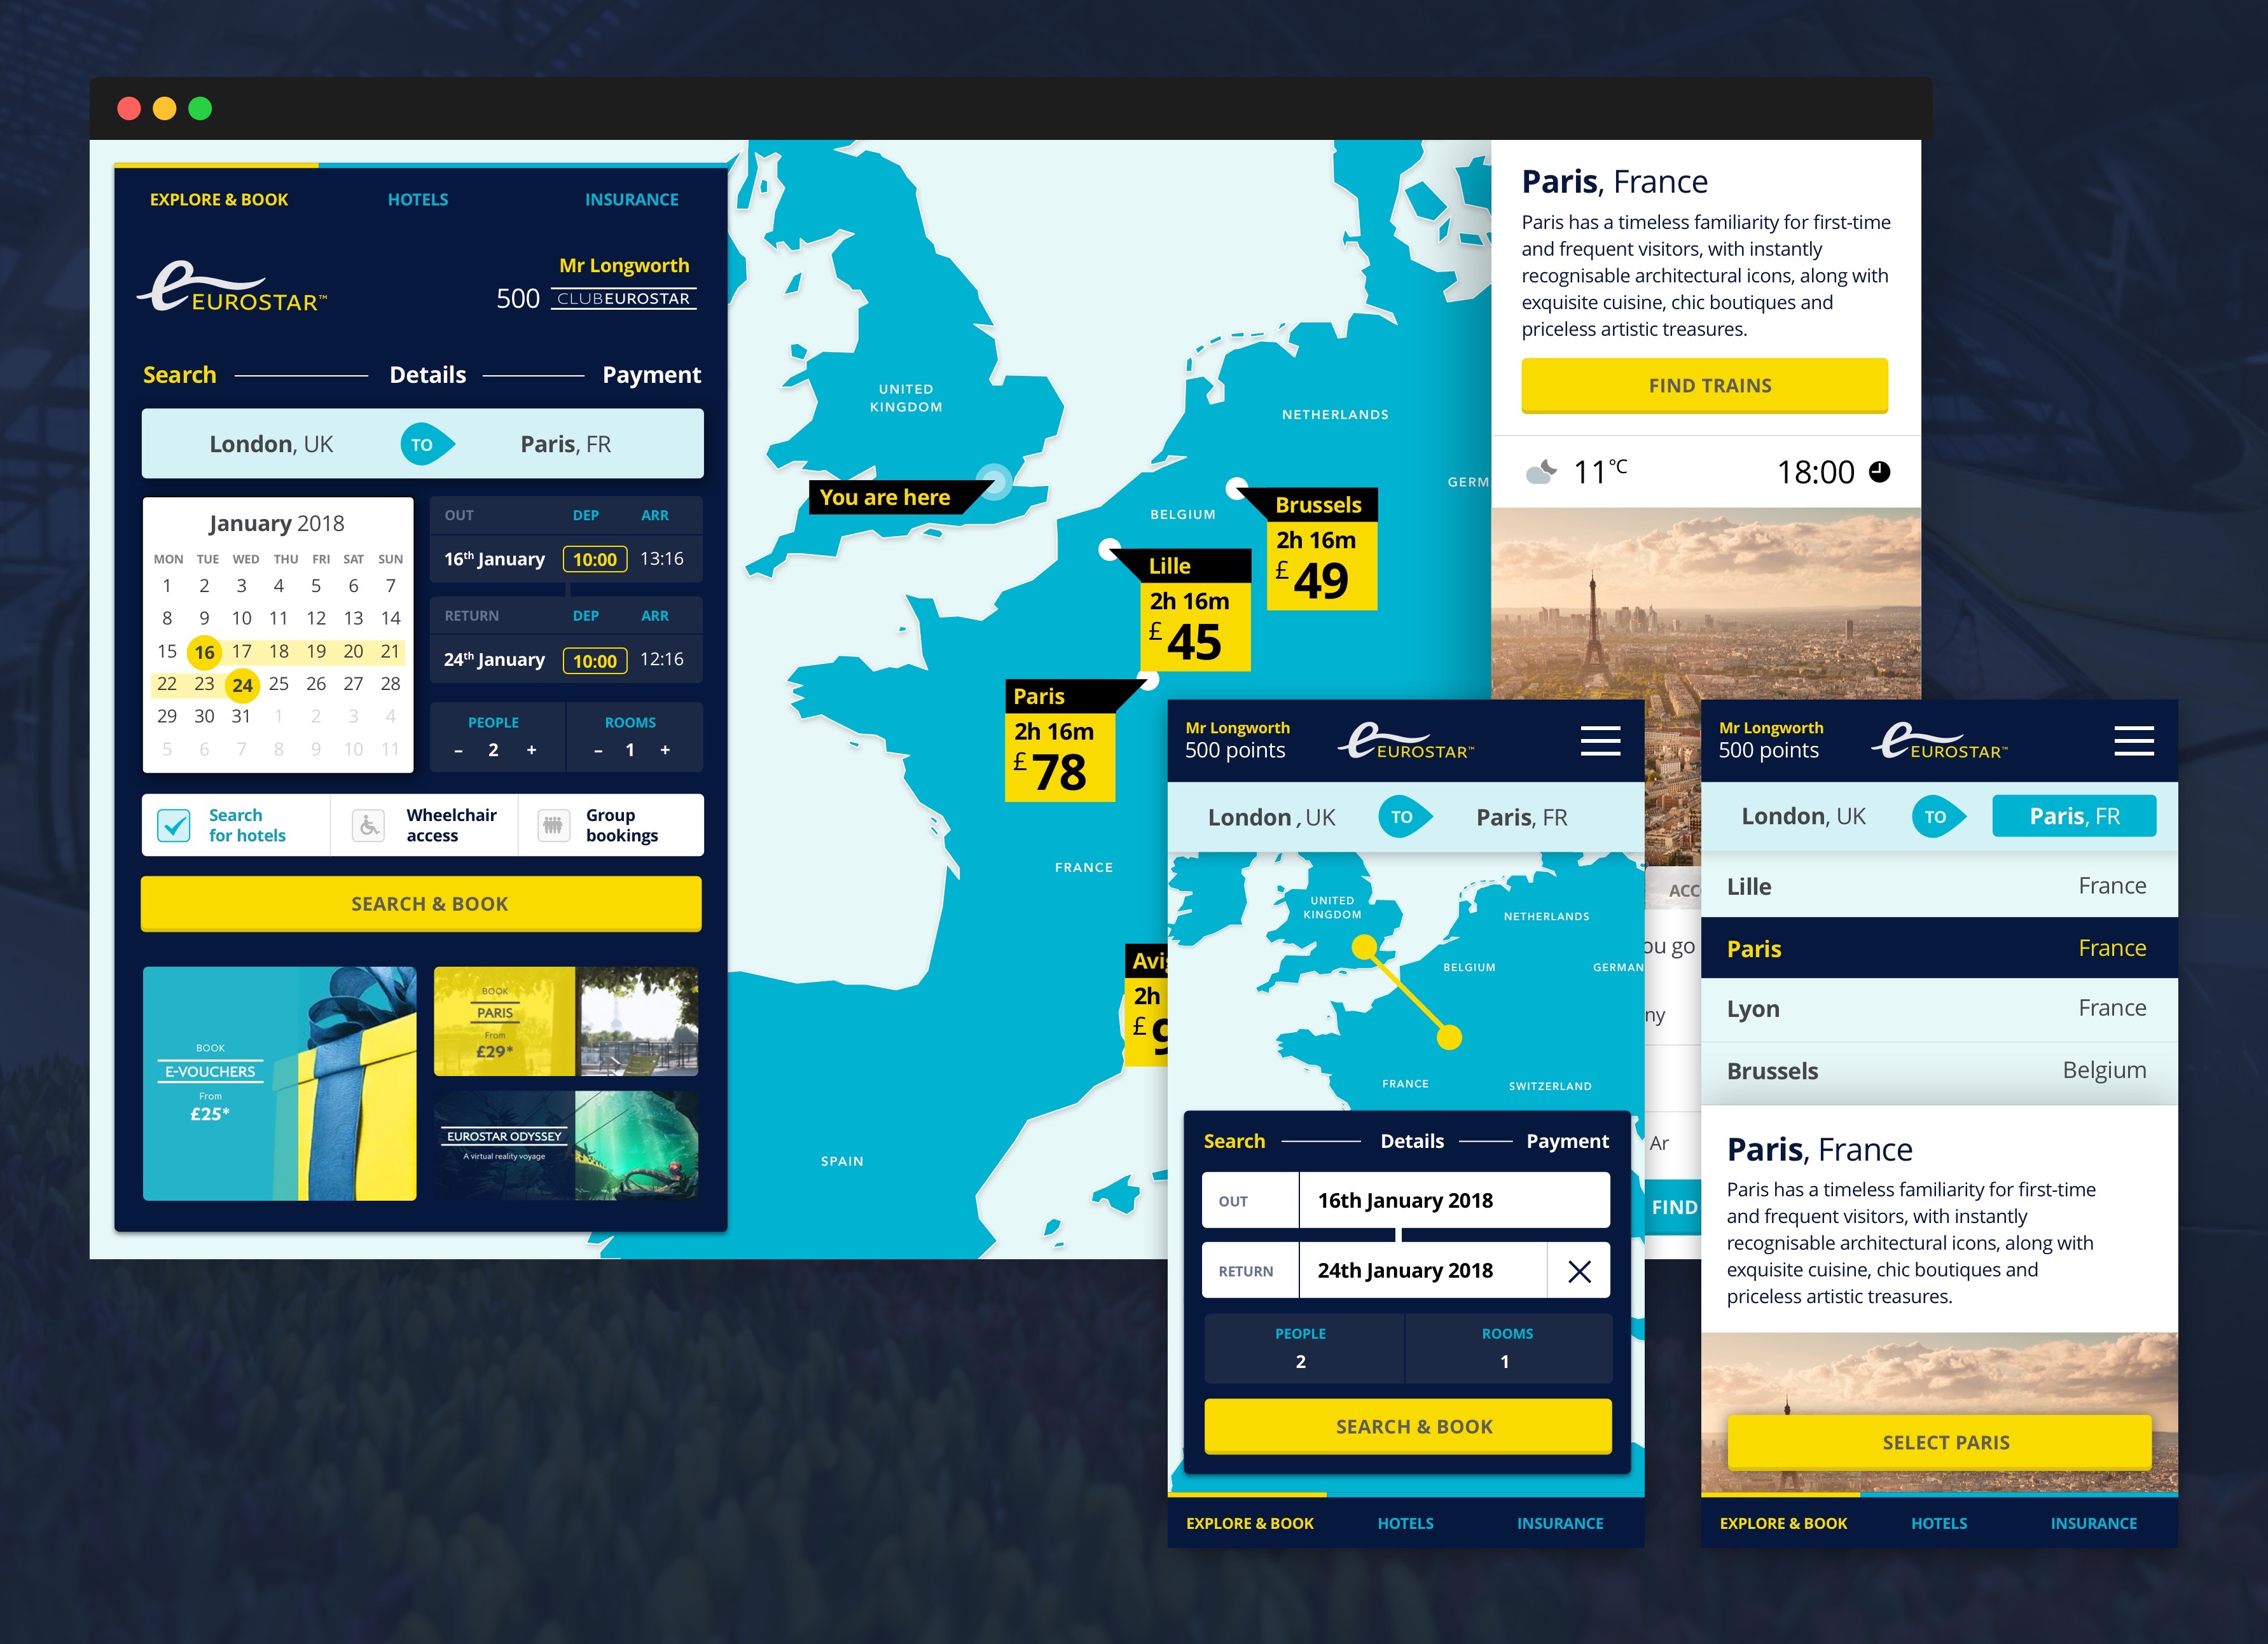 EXPLORE & BOOK HOTELS INSURANCE
Mr Longworth
EUROSTAR™ 500 CLUBEUROSTAR
Search Details Payment
London, UK TO Paris, FR
January 2018
MON TUE WED THU FRI SAT SUN
1 2 3 4 5 6 7
8 9 10 11 12 13 14
15 16 17 18 19 20 21
22 23 24 25 26 27 28
29 30 31 1 2 3 4
5 6 7 8 9 10 11
OUT DEP ARR
16th January 10:00 13:16
RETURN DEP ARR
24th January 10:00 12:16
PEOPLE ROOMS
– 2 + – 1 +
Search
for hotels
Wheelchair
access
Group
bookings
SEARCH & BOOK
BOOK
E-VOUCHERS
From
£25*
BOOK
PARIS
From
£29*
EUROSTAR ODYSSEY
A virtual reality voyage
UNITED
KINGDOM
NETHERLANDS
GERM
BELGIUM
FRANCE
SPAIN
You are here
Brussels
2h 16m
£ 49
Lille
2h 16m
£ 45
Paris
2h 16m
£ 78
Avig
2h
£ 9
Paris, France
Paris has a timeless familiarity for first-time
and frequent visitors, with instantly
recognisable architectural icons, along with
exquisite cuisine, chic boutiques and
priceless artistic treasures.
FIND TRAINS
11°C 18:00
ACC
ou go
ny
Ar
FIND
Mr Longworth
500 points
EUROSTAR™
London , UK TO Paris, FR
UNITED
KINGDOM
NETHERLANDS
BELGIUM
GERMAN
FRANCE
SWITZERLAND
Search Details Payment
OUT 16th January 2018
RETURN 24th January 2018
PEOPLE ROOMS
2 1
SEARCH & BOOK
EXPLORE & BOOK HOTELS INSURANCE
Mr Longworth
500 points
EUROSTAR™
London, UK TO Paris, FR
Lille France
Paris France
Lyon France
Brussels Belgium
Paris, France
Paris has a timeless familiarity for first-time
and frequent visitors, with instantly
recognisable architectural icons, along with
exquisite cuisine, chic boutiques and
priceless artistic treasures.
SELECT PARIS
EXPLORE & BOOK HOTELS INSURANCE